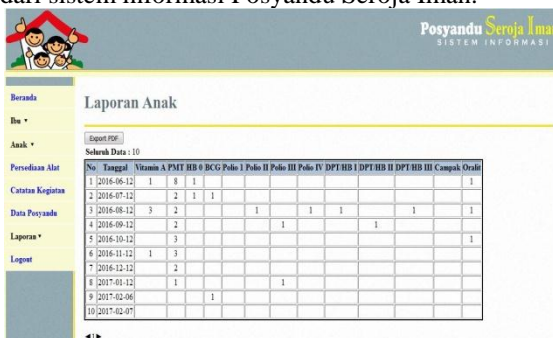 dari sistem informasi Posyandu Seroja Iman.
Posyandu Seroja Iman
SISTEM INFORMASI
Beranda
Ibu
Anak
Persediaan Alat
Catatan Kegiatan
Data Posyandu
Laporan
Logout
Laporan Anak
Export PDF
Seluruh Data : 10
No Tanggal Vitamin A PMT HB 0 BCG Polio I Polio II Polio III Polio IV DPT/HB I DPT/HB II DPT/HB III Campak Oralit
1 2016-06-12 1 8 1 1
2 2016-07-12 2 1 1
3 2016-08-12 3 2 1 1 1 1 1
4 2016-09-12 2 1 1
5 2016-10-12 3 1
6 2016-11-12 1 3
7 2016-12-12 2
8 2017-01-12 1 1
9 2017-02-06 1
10 2017-02-07
1